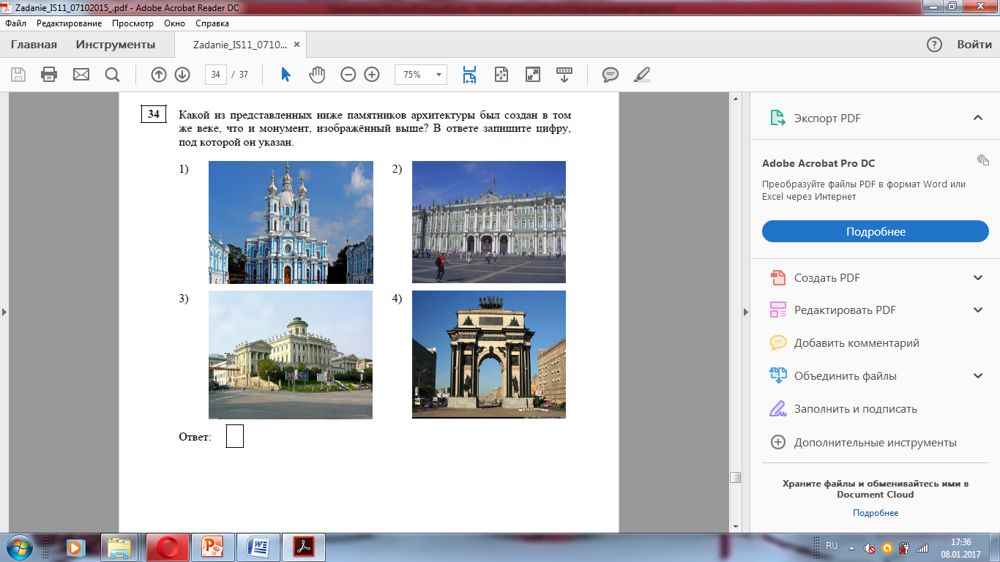 Zadanie_IS11_07102015_.pdf - Adobe Acrobat Reader DC
Файл Редактирование Просмотр Окно Справка
Главная Инструменты Zadanie_IS11_0710... × ? Войти
34 / 37 75%
34 Какой из представленных ниже памятников архитектуры был создан в том
же веке, что и монумент, изображённый выше? В ответе запишите цифру,
под которой он указан.
1) 2)
3) 4)
Ответ:
Экспорт PDF
Adobe Acrobat Pro DC
Преобразуйте файлы PDF в формат Word или
Excel через Интернет
Подробнее
Создать PDF
Редактировать PDF
Добавить комментарий
Объединить файлы
Заполнить и подписать
Дополнительные инструменты
Храните файлы и обменивайтесь ими в
Document Cloud
Подробнее
RU 17:36
08.01.2017